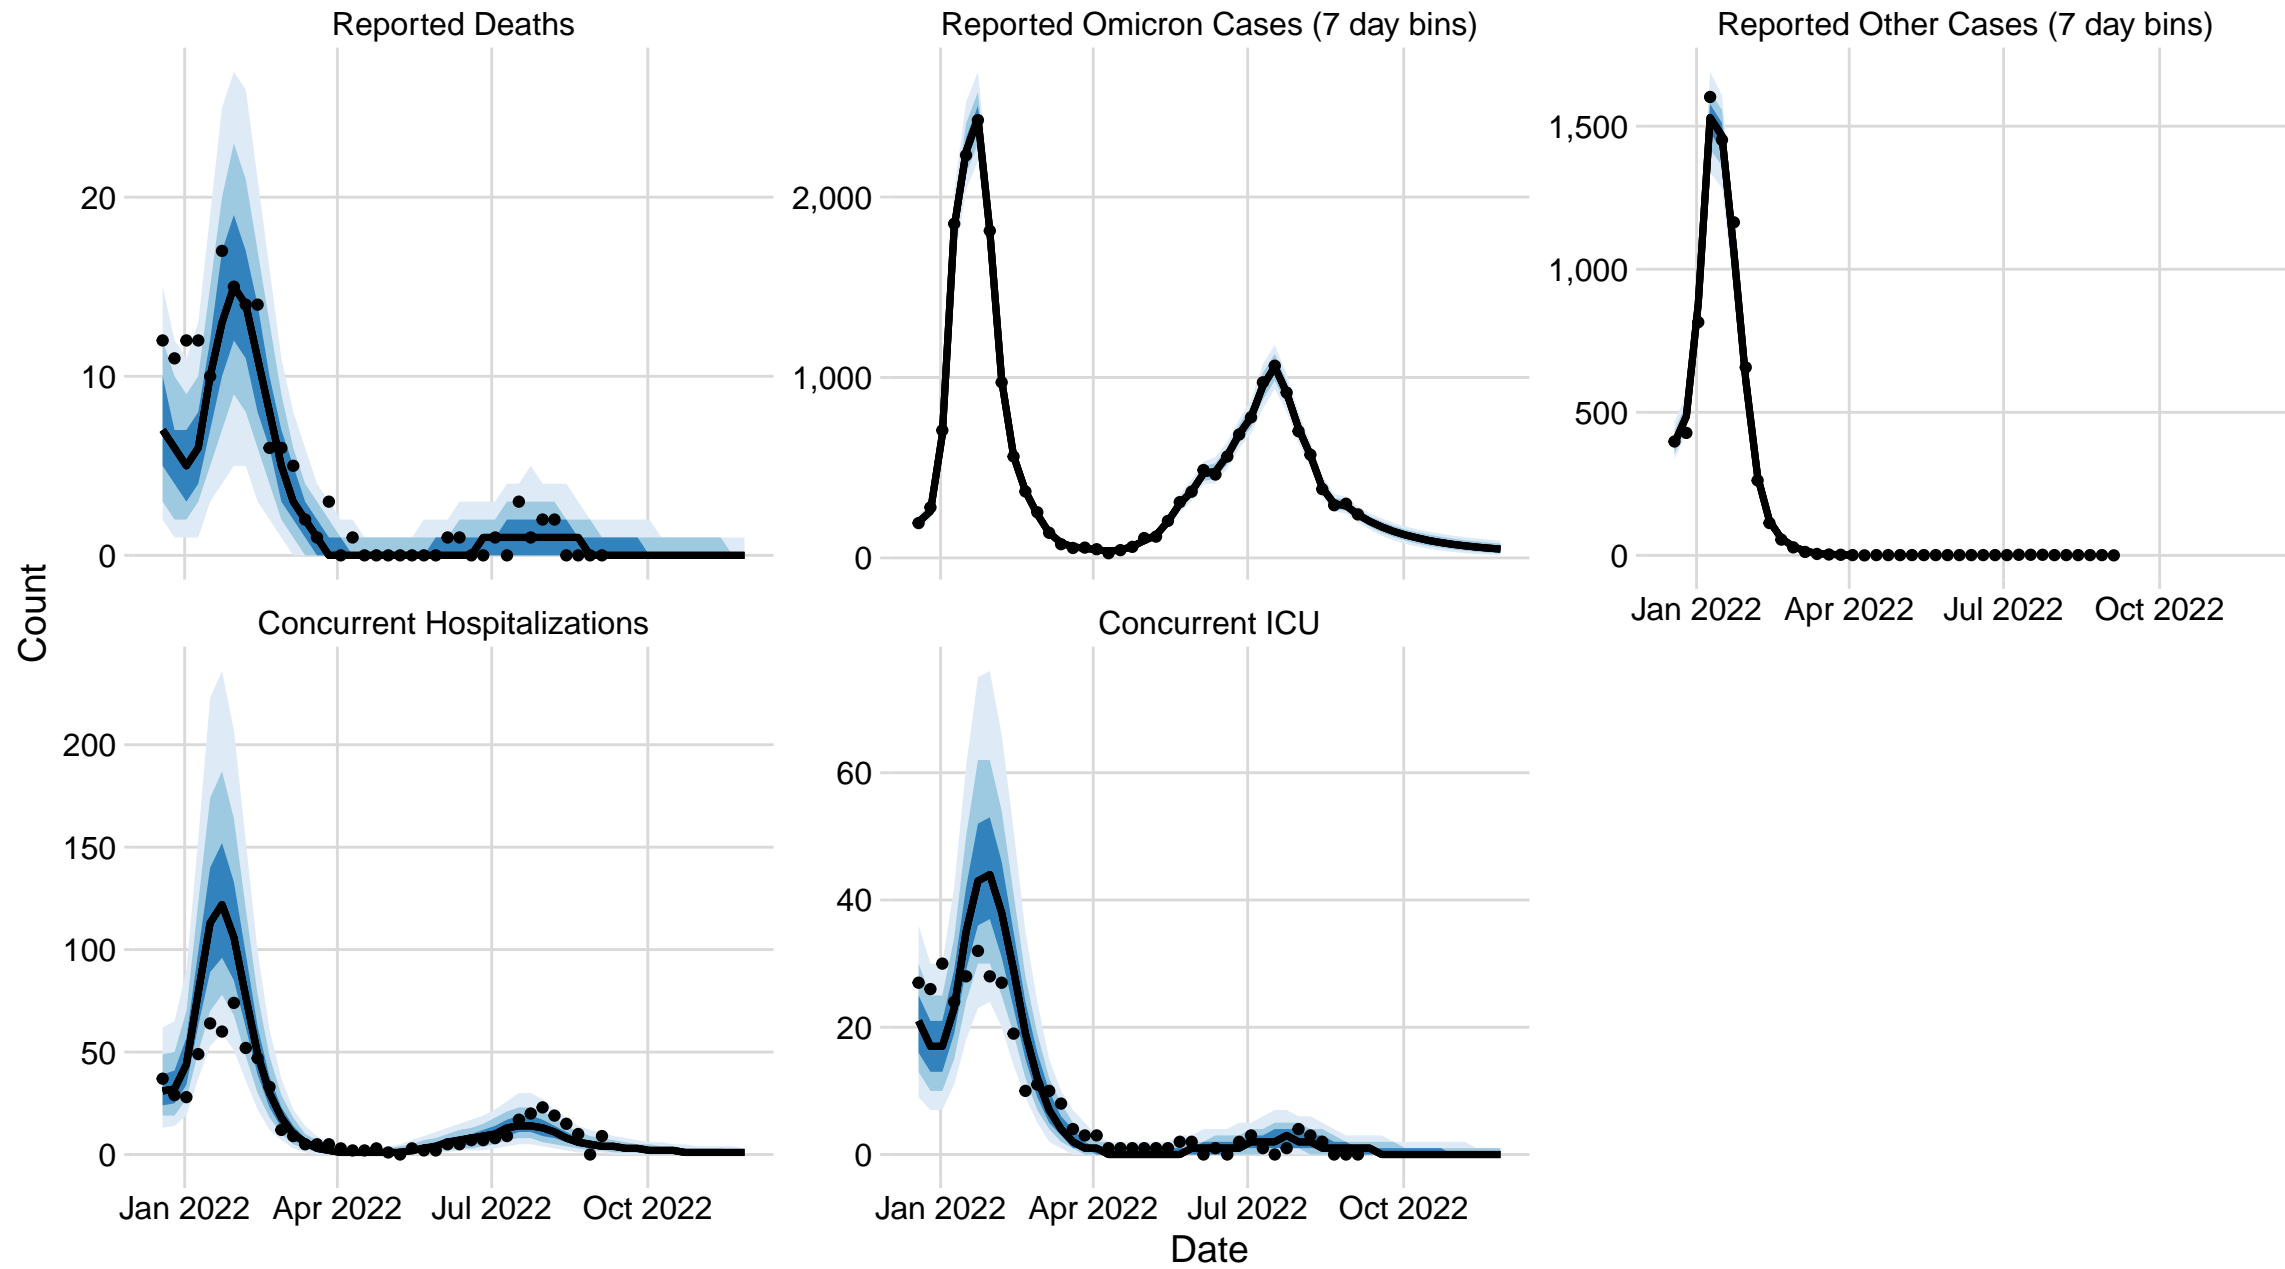 Reported Deaths
Reported Omicron Cases (7 day bins)
Reported Other Cases (7 day bins)
20
10
0
2,000
1,000
0
1,500
1,000
500
0
Jan 2022 Apr 2022 Jul 2022 Oct 2022
Count
Concurrent Hospitalizations
Concurrent ICU
200
150
100
50
0
60
40
20
0
Jan 2022 Apr 2022 Jul 2022 Oct 2022
Jan 2022 Apr 2022 Jul 2022 Oct 2022
Date